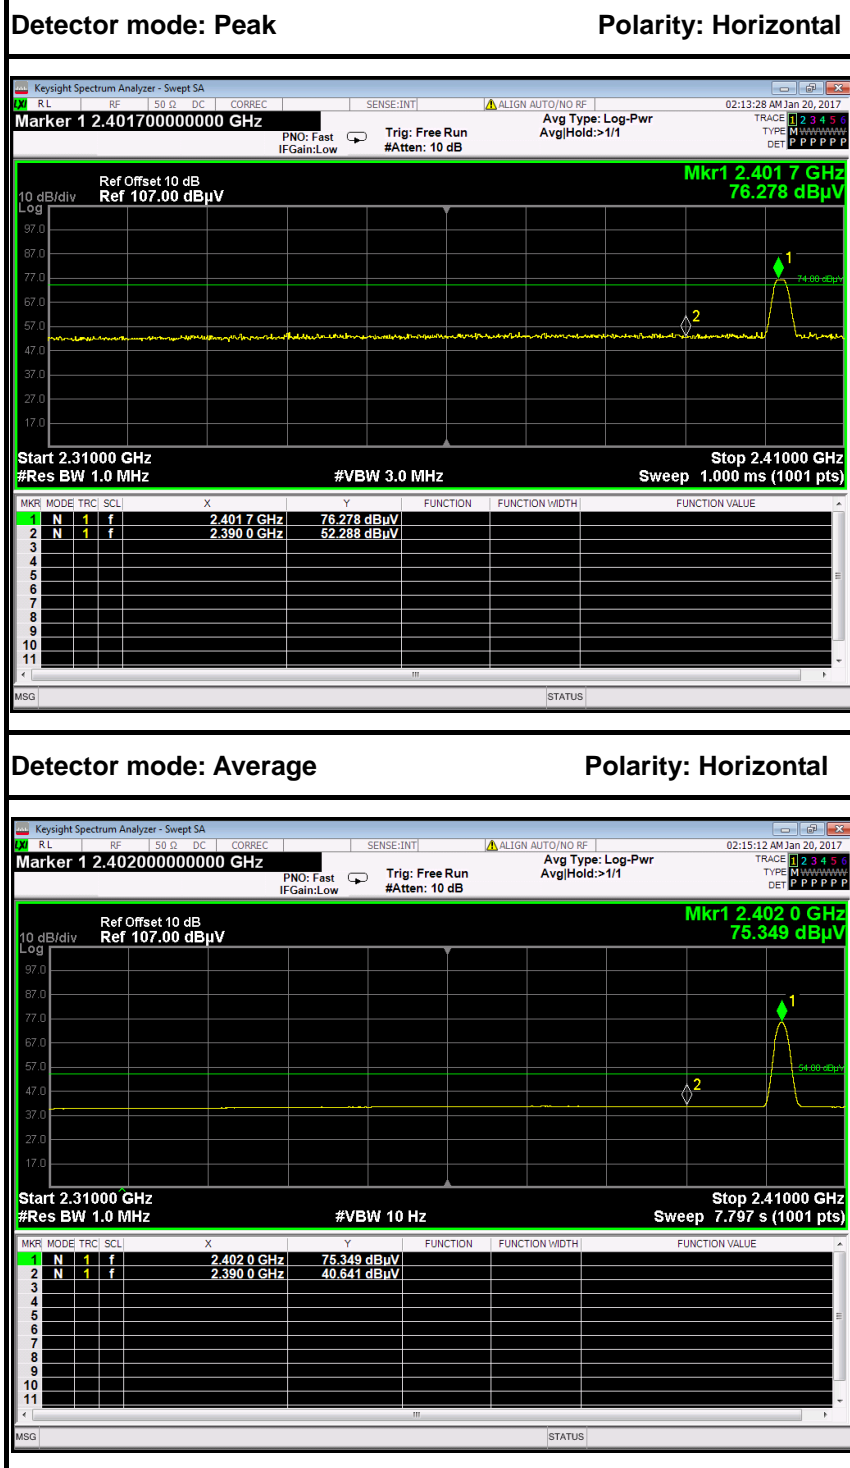 Detector mode: Peak Polarity: Horizontal
Keysight Spectrum Analyzer - Swept SA
LXI RL RF 50 Ω DC CORREC SENSE:INT ALIGN AUTO/NO RF 02:13:28 AM Jan 20, 2017
Marker 1 2.401700000000 GHz
PNO: Fast
IFGain:Low
Trig: Free Run
#Atten: 10 dB
Avg Type: Log-Pwr
Avg|Hold:>1/1
TRACE 1 2 3 4 5 6
TYPE MWWWWW
DET P P P P P P
Mkr1 2.401 7 GHz
76.278 dBµV
Ref Offset 10 dB
10 dB/div Ref 107.00 dBµV
Log
97.0
87.0
1
77.0
74.00 dBµV
67.0
2
57.0
47.0
37.0
27.0
17.0
Start 2.31000 GHz Stop 2.41000 GHz
#Res BW 1.0 MHz #VBW 3.0 MHz Sweep 1.000 ms (1001 pts)
MKR MODE TRC SCL X Y FUNCTION FUNCTION WIDTH FUNCTION VALUE
1 N 1 f 2.401 7 GHz 76.278 dBµV
2 N 1 f 2.390 0 GHz 52.288 dBµV
3
4
5
6
7
8
9
10
11
MSG STATUS
Detector mode: Average Polarity: Horizontal
Keysight Spectrum Analyzer - Swept SA
LXI RL RF 50 Ω DC CORREC SENSE:INT ALIGN AUTO/NO RF 02:15:12 AM Jan 20, 2017
Marker 1 2.402000000000 GHz
PNO: Fast
IFGain:Low
Trig: Free Run
#Atten: 10 dB
Avg Type: Log-Pwr
Avg|Hold:>1/1
TRACE 1 2 3 4 5 6
TYPE MWWWWW
DET P P P P P P
Mkr1 2.402 0 GHz
75.349 dBµV
Ref Offset 10 dB
10 dB/div Ref 107.00 dBµV
Log
97.0
87.0
1
77.0
67.0
57.0
54.00 dBµV
2
47.0
37.0
27.0
17.0
Start 2.31000 GHz Stop 2.41000 GHz
#Res BW 1.0 MHz #VBW 10 Hz Sweep 7.797 s (1001 pts)
MKR MODE TRC SCL X Y FUNCTION FUNCTION WIDTH FUNCTION VALUE
1 N 1 f 2.402 0 GHz 75.349 dBµV
2 N 1 f 2.390 0 GHz 40.641 dBµV
3
4
5
6
7
8
9
10
11
MSG STATUS